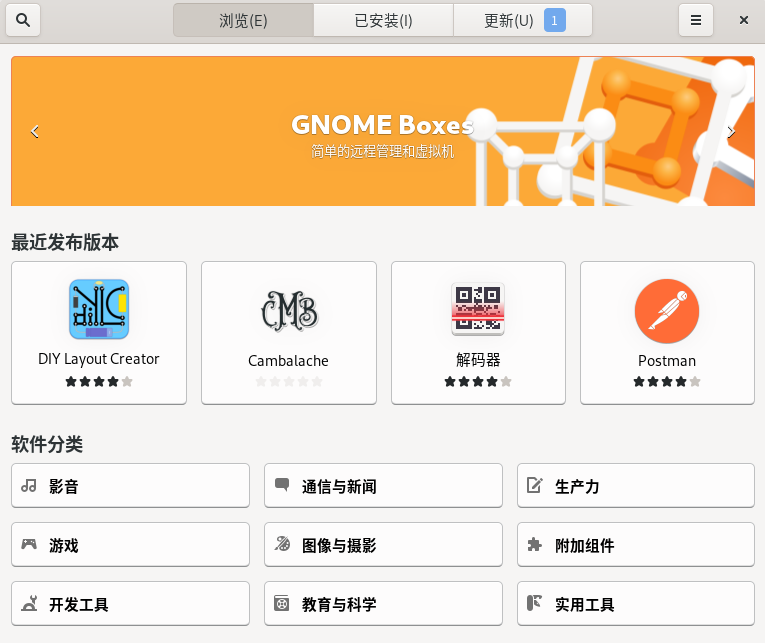 浏览(E) 已安装(I) 更新(U) 1
GNOME Boxes
简单的远程管理和虚拟机
最近发布版本
DIY Layout Creator
CMB
Cambalache
解码器
Postman
软件分类
影音 通信与新闻 生产力
游戏 图像与摄影 附加组件
开发工具 教育与科学 实用工具